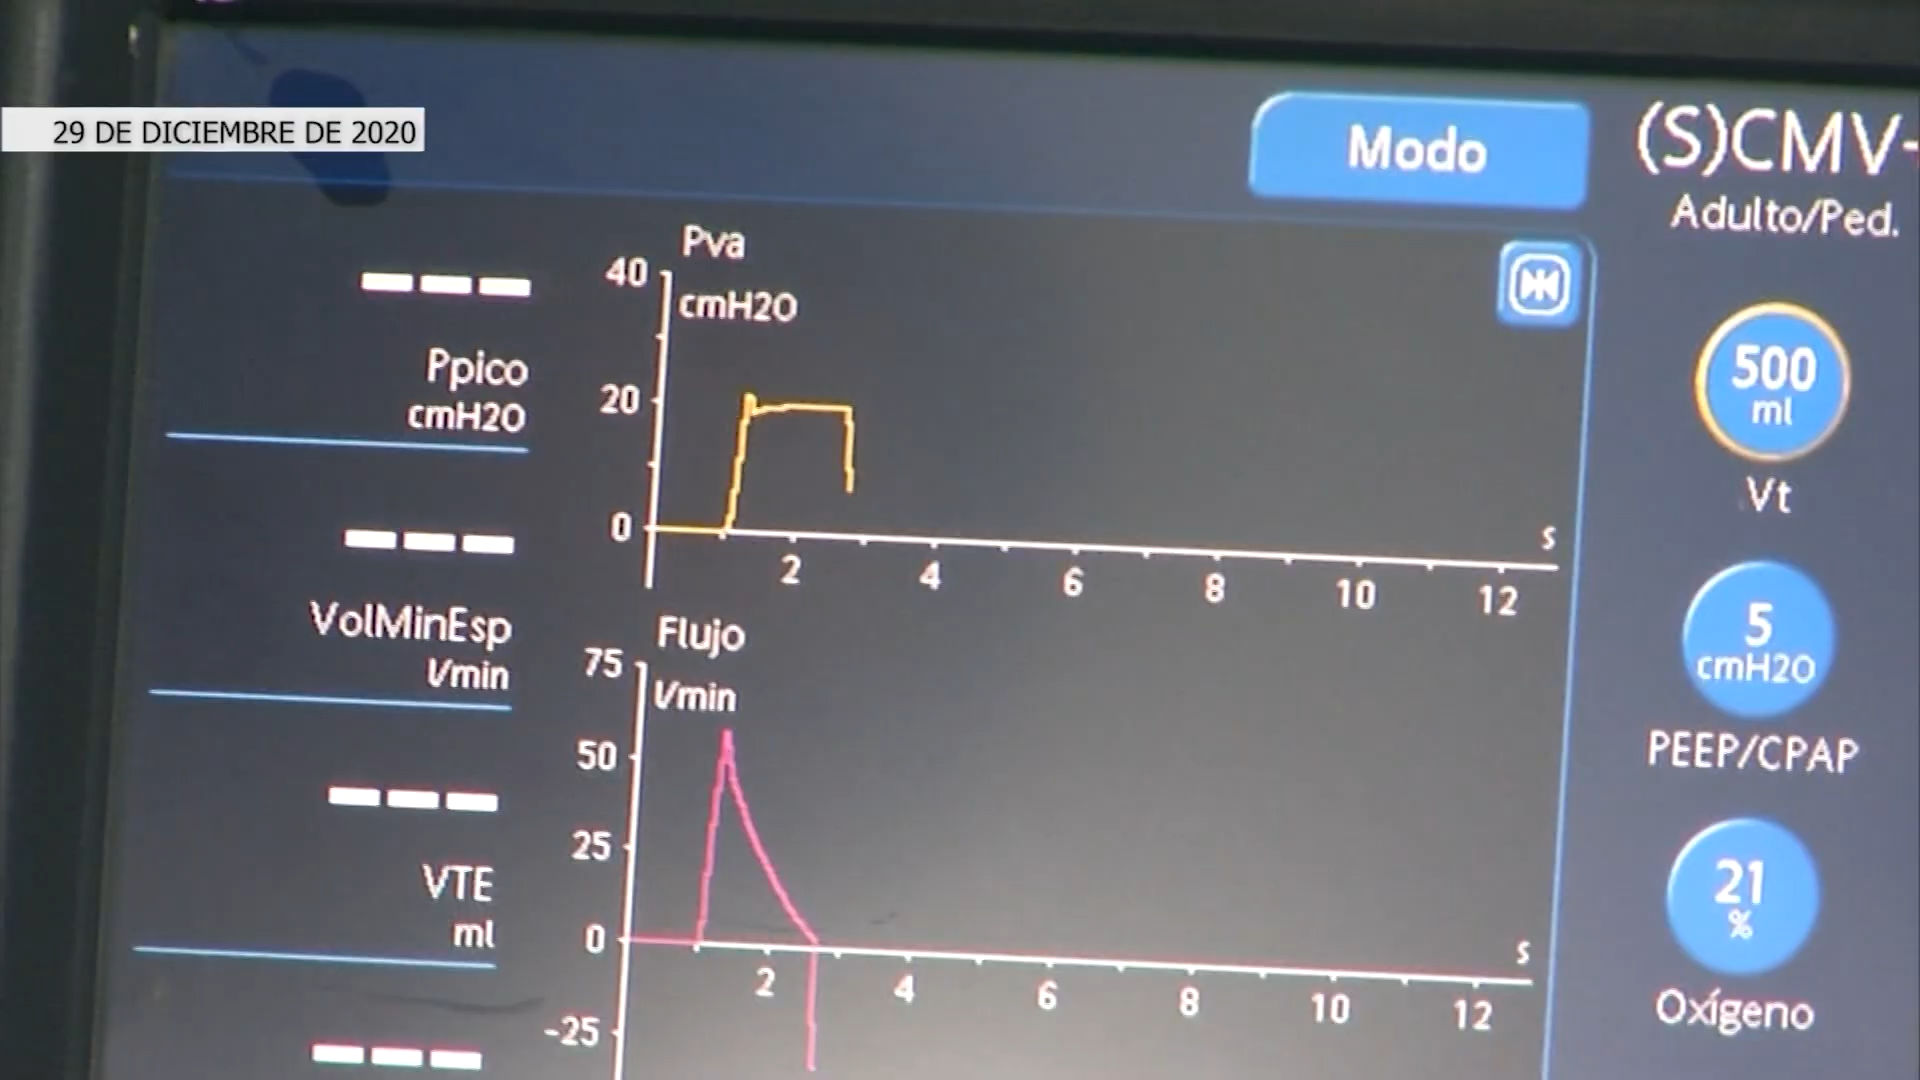 29 DE DICIEMBRE DE 2020
Modo
(S)CMV-
Adulto/Ped.
---
Ppico
cmH2O
---
VolMinEsp
l/min
---
VTE
ml
---
Pva
cmH2O
40
20
0
2 4 6 8 10 12
s
Flujo
l/min
75
50
25
0
-25
2 4 6 8 10 12
s
500
ml
Vt
5
cmH2O
PEEP/CPAP
21
%
Oxígeno